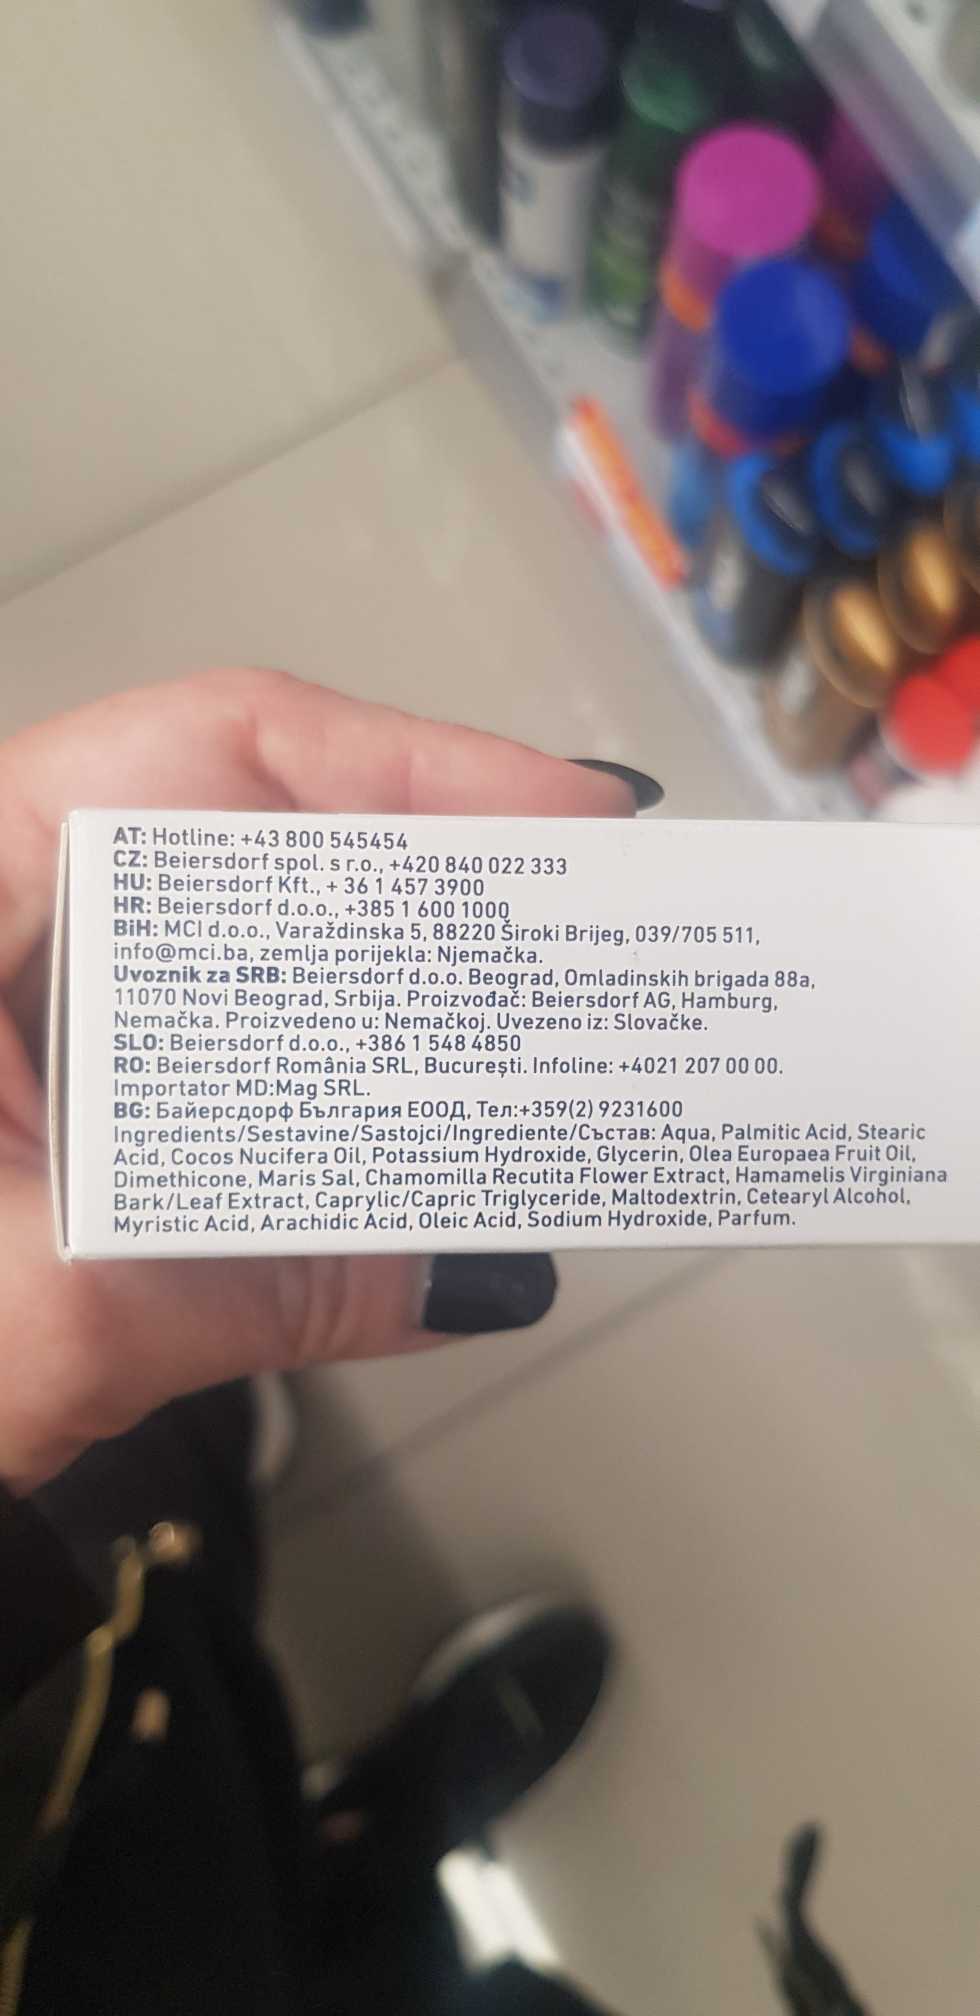 AT: Hotline: +43 800 545454
CZ: Beiersdorf spol. s r.o., +420 840 022 333
HU: Beiersdorf Kft., + 36 1 457 3900
HR: Beiersdorf d.o.o., +385 1 600 1000
BiH: MCI d.o.o., Varaždinska 5, 88220 Široki Brijeg, 039/705 511,
info@mci.ba, zemlja porijekla: Njemačka.
Uvoznik za SRB: Beiersdorf d.o.o. Beograd, Omladinskih brigada 88a,
11070 Novi Beograd, Srbija. Proizvođač: Beiersdorf AG, Hamburg,
Nemačka. Proizvedeno u: Nemačkoj. Uvezeno iz: Slovačke.
SLO: Beiersdorf d.o.o., +386 1 548 4850
RO: Beiersdorf România SRL, București. Infoline: +4021 207 00 00.
Importator MD:Mag SRL.
BG: Байерсдорф България ЕООД, Тел:+359(2) 9231600
Ingredients/Sestavine/Sastojci/Ingrediente/Състав: Aqua, Palmitic Acid, Stearic
Acid, Cocos Nucifera Oil, Potassium Hydroxide, Glycerin, Olea Europaea Fruit Oil,
Dimethicone, Maris Sal, Chamomilla Recutita Flower Extract, Hamamelis Virginiana
Bark/Leaf Extract, Caprylic/Capric Triglyceride, Maltodextrin, Cetearyl Alcohol,
Myristic Acid, Arachidic Acid, Oleic Acid, Sodium Hydroxide, Parfum.